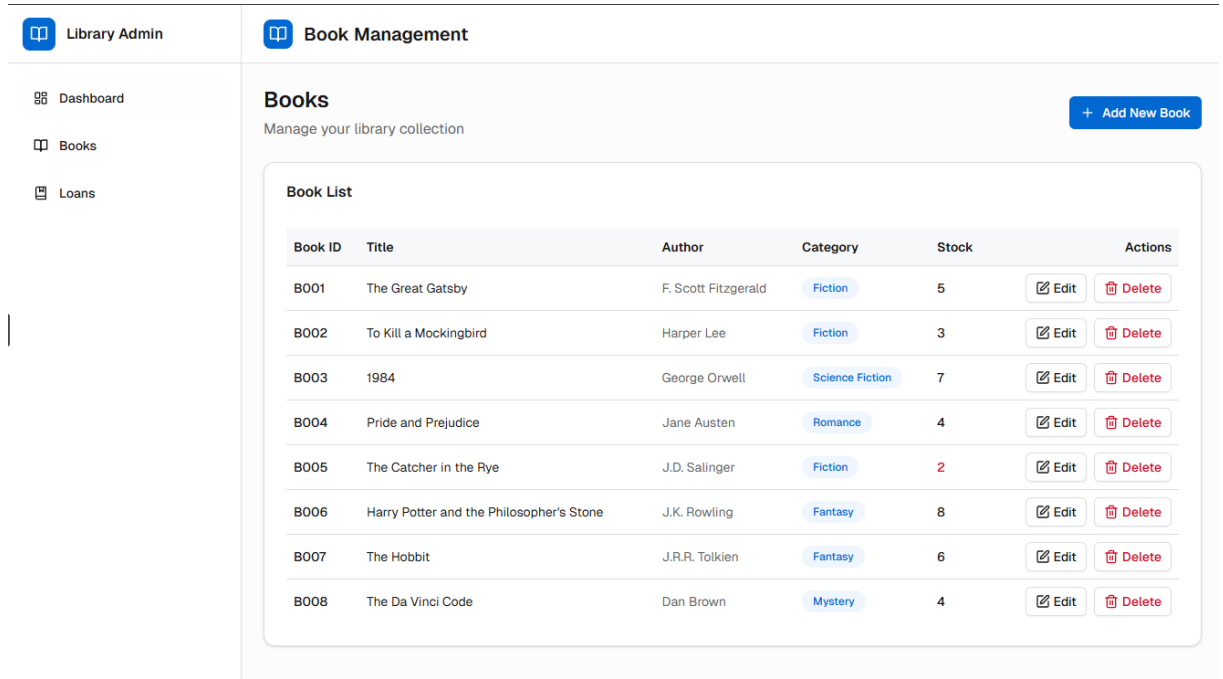 Library Admin
Book Management
Dashboard
Books
Loans
Books
Manage your library collection
+ Add New Book
Book List
Book ID Title Author Category Stock Actions
B001 The Great Gatsby F. Scott Fitzgerald Fiction 5 Edit Delete
B002 To Kill a Mockingbird Harper Lee Fiction 3 Edit Delete
B003 1984 George Orwell Science Fiction 7 Edit Delete
B004 Pride and Prejudice Jane Austen Romance 4 Edit Delete
B005 The Catcher in the Rye J.D. Salinger Fiction 2 Edit Delete
B006 Harry Potter and the Philosopher's Stone J.K. Rowling Fantasy 8 Edit Delete
B007 The Hobbit J.R.R. Tolkien Fantasy 6 Edit Delete
B008 The Da Vinci Code Dan Brown Mystery 4 Edit Delete